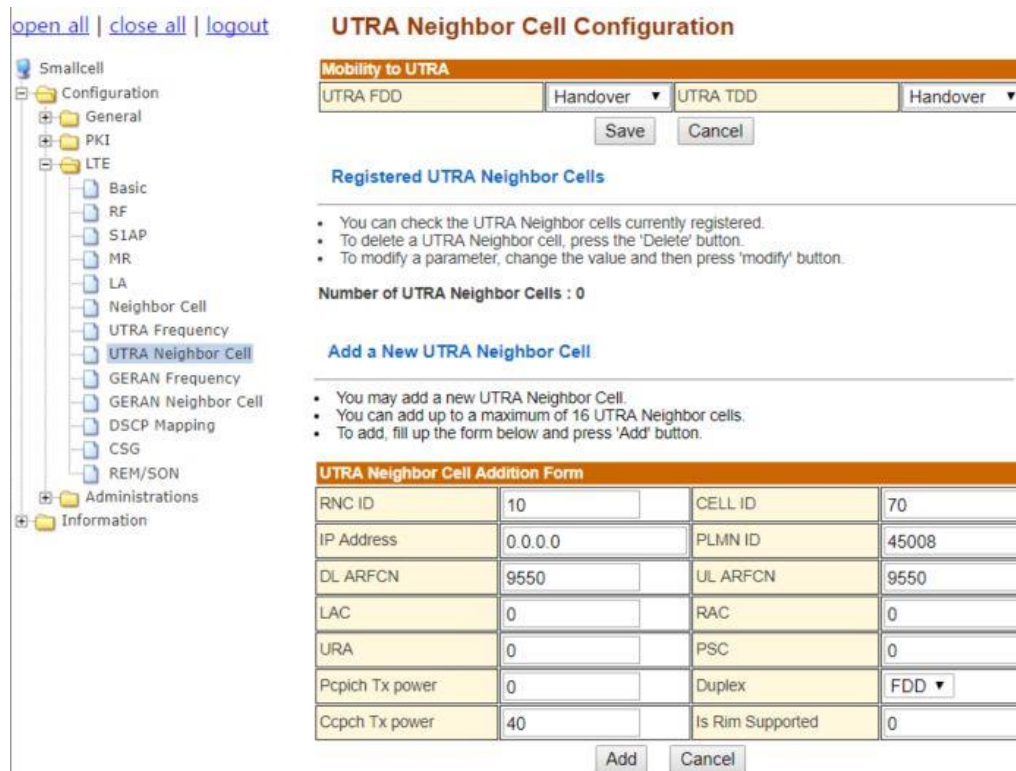 open all | close all | logout
Smallcell
Configuration
General
PKI
LTE
Basic
RF
S1AP
MR
LA
Neighbor Cell
UTRA Frequency
UTRA Neighbor Cell
GERAN Frequency
GERAN Neighbor Cell
DSCP Mapping
CSG
REM/SON
Administrations
Information
UTRA Neighbor Cell Configuration
Mobility to UTRA
UTRA FDD Handover UTRA TDD Handover
Save Cancel
Registered UTRA Neighbor Cells
• You can check the UTRA Neighbor cells currently registered.
• To delete a UTRA Neighbor cell, press the 'Delete' button.
• To modify a parameter, change the value and then press 'modify' button.
Number of UTRA Neighbor Cells : 0
Add a New UTRA Neighbor Cell
• You may add a new UTRA Neighbor Cell.
• You can add up to a maximum of 16 UTRA Neighbor cells.
• To add, fill up the form below and press 'Add' button.
UTRA Neighbor Cell Addition Form
RNC ID 10 CELL ID 70
IP Address 0.0.0.0 PLMN ID 45008
DL ARFCN 9550 UL ARFCN 9550
LAC 0 RAC 0
URA 0 PSC 0
Pcpich Tx power 0 Duplex FDD
Ccpch Tx power 40 Is Rim Supported 0
Add Cancel